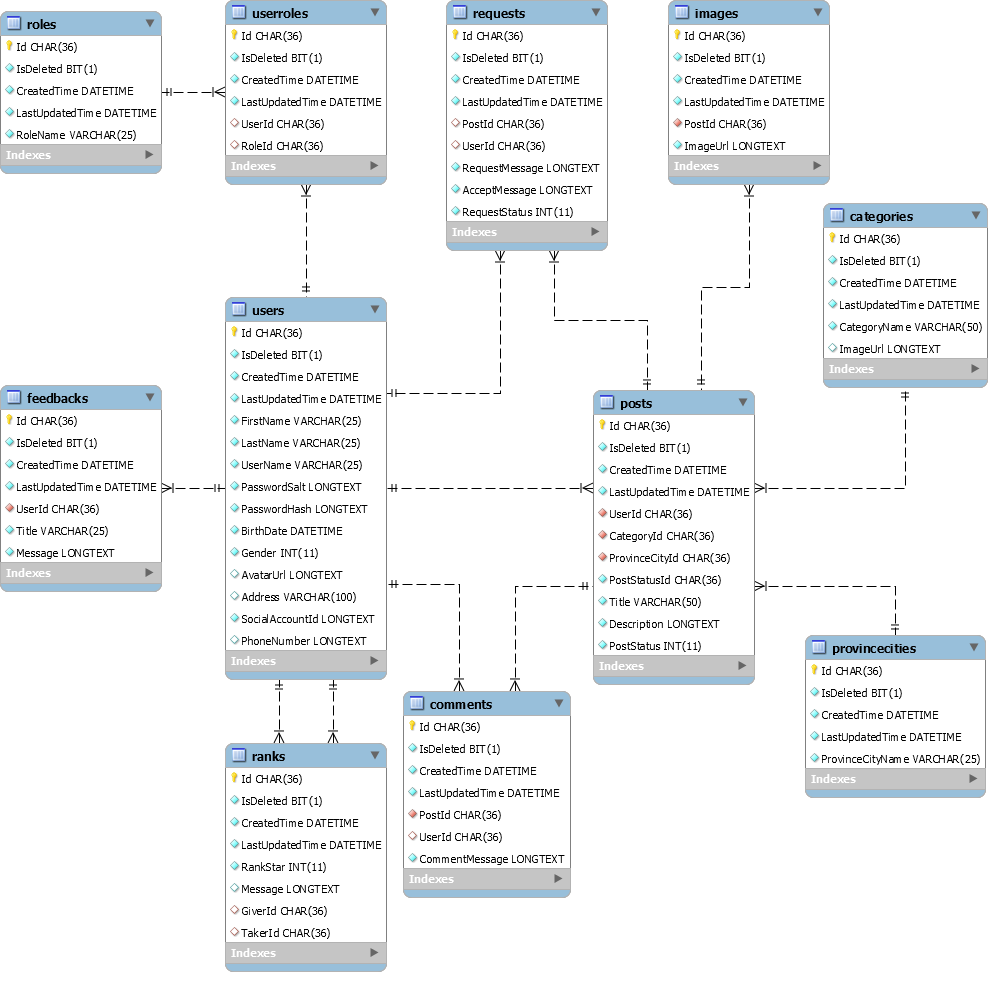 roles
Id CHAR(36)
IsDeleted BIT(1)
CreatedTime DATETIME
LastUpdatedTime DATETIME
RoleName VARCHAR(25)
Indexes
userroles
Id CHAR(36)
IsDeleted BIT(1)
CreatedTime DATETIME
LastUpdatedTime DATETIME
UserId CHAR(36)
RoleId CHAR(36)
Indexes
requests
Id CHAR(36)
IsDeleted BIT(1)
CreatedTime DATETIME
LastUpdatedTime DATETIME
PostId CHAR(36)
UserId CHAR(36)
RequestMessage LONGTEXT
AcceptMessage LONGTEXT
RequestStatus INT(11)
Indexes
images
Id CHAR(36)
IsDeleted BIT(1)
CreatedTime DATETIME
LastUpdatedTime DATETIME
PostId CHAR(36)
ImageUrl LONGTEXT
Indexes
categories
Id CHAR(36)
IsDeleted BIT(1)
CreatedTime DATETIME
LastUpdatedTime DATETIME
CategoryName VARCHAR(50)
ImageUrl LONGTEXT
Indexes
users
Id CHAR(36)
IsDeleted BIT(1)
CreatedTime DATETIME
LastUpdatedTime DATETIME
FirstName VARCHAR(25)
LastName VARCHAR(25)
UserName VARCHAR(25)
PasswordSalt LONGTEXT
PasswordHash LONGTEXT
BirthDate DATETIME
Gender INT(11)
AvatarUrl LONGTEXT
Address VARCHAR(100)
SocialAccountId LONGTEXT
PhoneNumber LONGTEXT
Indexes
feedbacks
Id CHAR(36)
IsDeleted BIT(1)
CreatedTime DATETIME
LastUpdatedTime DATETIME
UserId CHAR(36)
Title VARCHAR(25)
Message LONGTEXT
Indexes
posts
Id CHAR(36)
IsDeleted BIT(1)
CreatedTime DATETIME
LastUpdatedTime DATETIME
UserId CHAR(36)
CategoryId CHAR(36)
ProvinceCityId CHAR(36)
PostStatusId CHAR(36)
Title VARCHAR(50)
Description LONGTEXT
PostStatus INT(11)
Indexes
provincecities
Id CHAR(36)
IsDeleted BIT(1)
CreatedTime DATETIME
LastUpdatedTime DATETIME
ProvinceCityName VARCHAR(25)
Indexes
comments
Id CHAR(36)
IsDeleted BIT(1)
CreatedTime DATETIME
LastUpdatedTime DATETIME
PostId CHAR(36)
UserId CHAR(36)
CommentMessage LONGTEXT
Indexes
ranks
Id CHAR(36)
IsDeleted BIT(1)
CreatedTime DATETIME
LastUpdatedTime DATETIME
RankStar INT(11)
Message LONGTEXT
GiverId CHAR(36)
TakerId CHAR(36)
Indexes